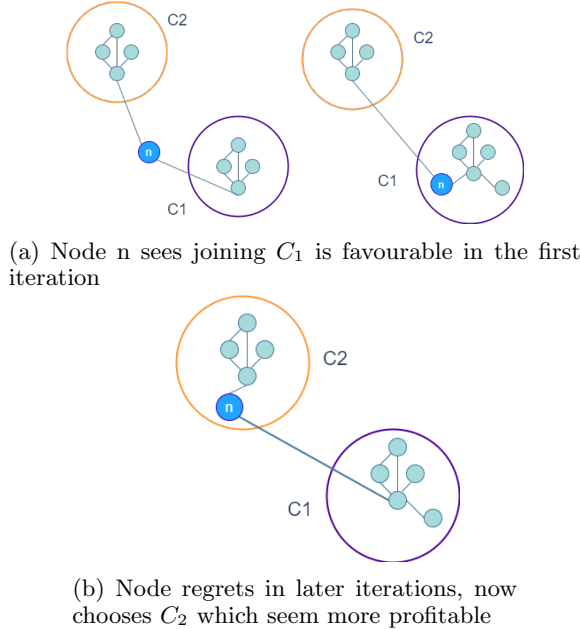 C2
C2
n
C1
C1
n
(a) Node n sees joining C₁ is favourable in the first
iteration
C2
n
C1
(b) Node regrets in later iterations, now
chooses C₂ which seem more profitable